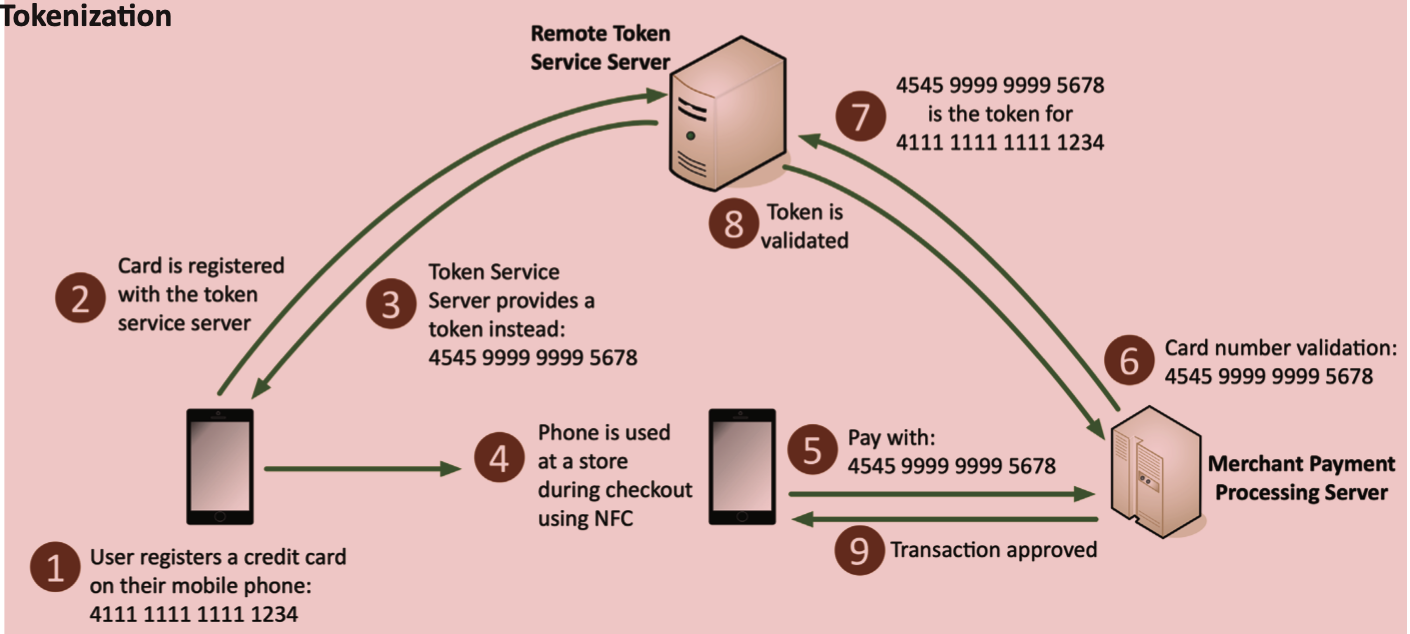 Tokenization
Remote Token
Service Server
7
4545 9999 9999 5678
is the token for
4111 1111 1111 1234
8
Token is
validated
2
Card is registered
with the token
service server
3
Token Service
Server provides a
token instead:
4545 9999 9999 5678
6
Card number validation:
4545 9999 9999 5678
4
Phone is used
at a store
during checkout
using NFC
5
Pay with:
4545 9999 9999 5678
Merchant Payment
Processing Server
9
Transaction approved
1
User registers a credit card
on their mobile phone:
4111 1111 1111 1234